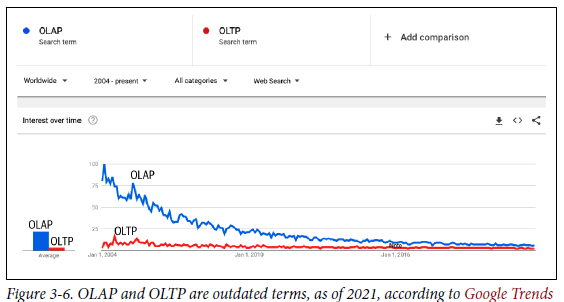 OLAP
Search term
OLTP
Search term
+ Add comparison
Worldwide
2004 - present
All categories
Web Search
Interest over time
100
75
50
25
OLAP
OLTP
OLAP
OLTP
Average
Note
Jan 1, 2004
Jan 1, 2010
Jan 1, 2016
Figure 3-6. OLAP and OLTP are outdated terms, as of 2021, according to Google Trends